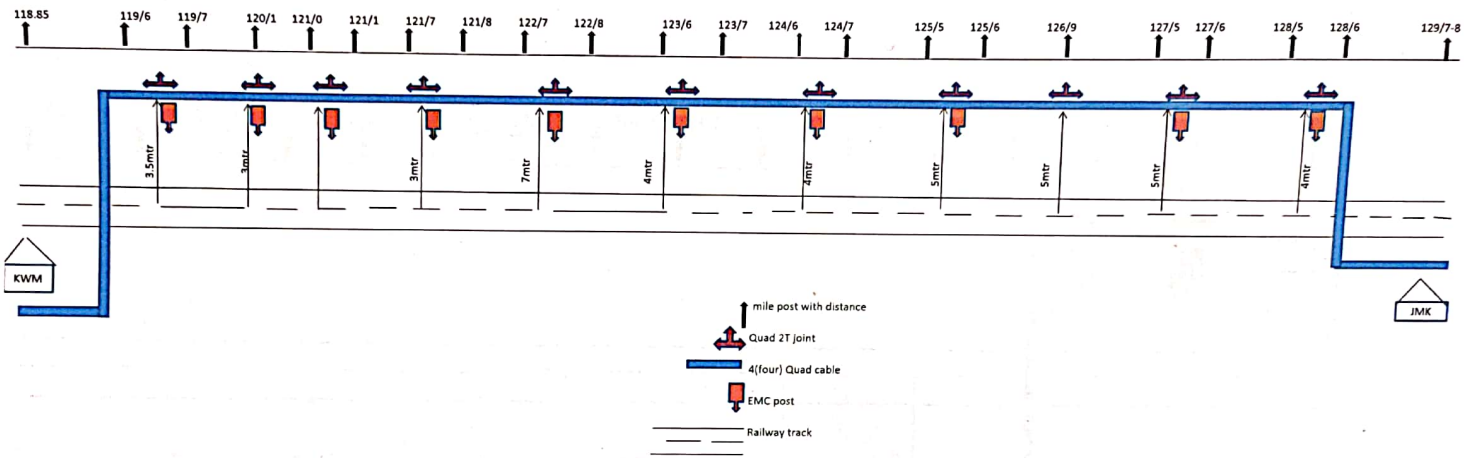 118.85 119/6 119/7 120/1 121/0 121/1 121/7 121/8 122/7 122/8 123/6 123/7 124/6 124/7 125/5 125/6 126/9 127/5 127/6 128/5 128/6 129/7-8
3.5mtr 3mtr 3mtr 7mtr 4mtr 4mtr 5mtr 5mtr 5mtr 4mtr
KWM
JMK
mile post with distance
Quad 2T joint
4(four) Quad cable
EMC post
Railway track